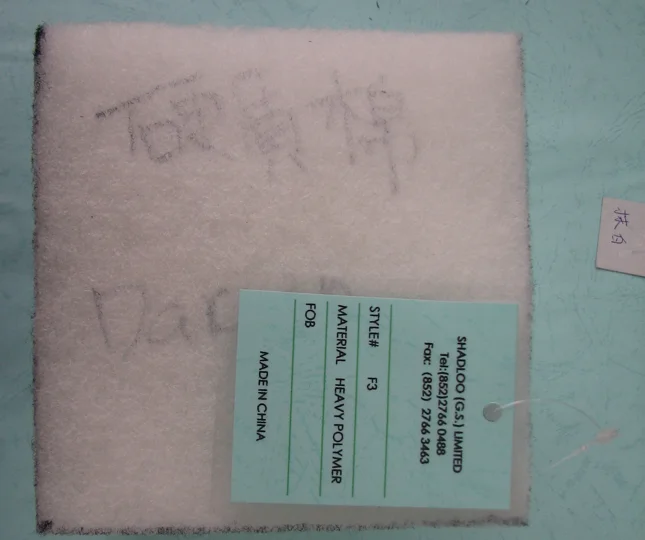 硬質棉
SHADLOO (G.S.) LIMITED
Tel:(852)2766 0488
Fax: (852) 2766 3463
STYLE# F3
MATERIAL HEAVY POLYMER
FOB
MADE IN CHINA